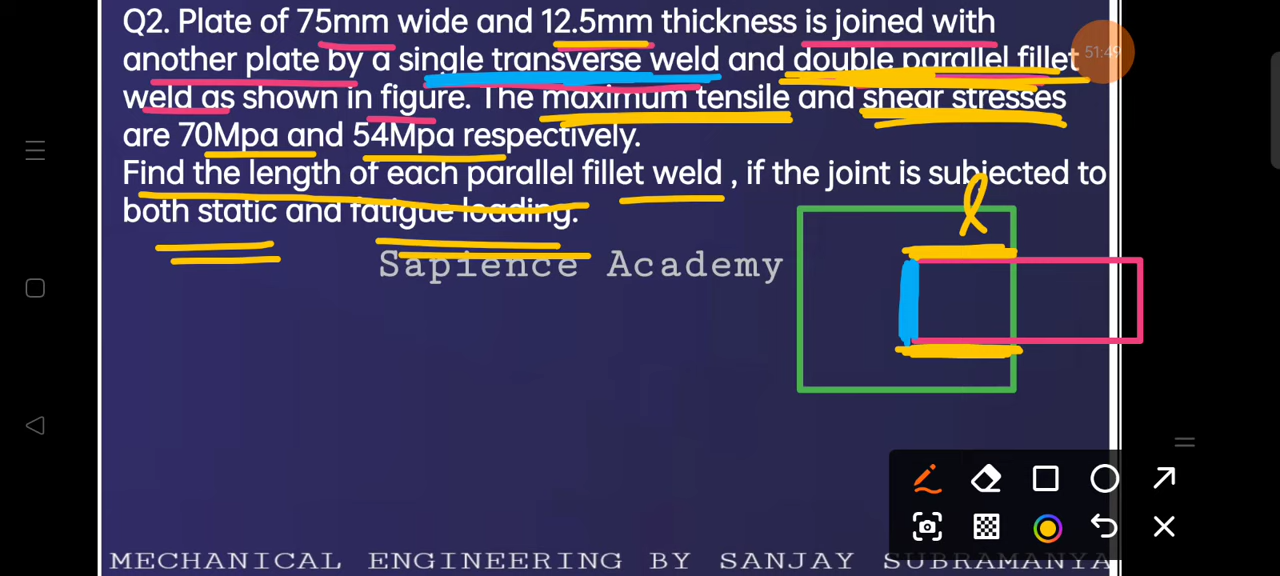 Q2. Plate of 75mm wide and 12.5mm thickness is joined with
another plate by a single transverse weld and double parallel fillet
weld as shown in figure. The maximum tensile and shear stresses
are 70Mpa and 54Mpa respectively.
Find the length of each parallel fillet weld , if the joint is subjected to
both static and fatigue loading.
51:49
l
Sapience Academy
MECHANICAL ENGINEERING BY SANJAY SUBRAMANYA